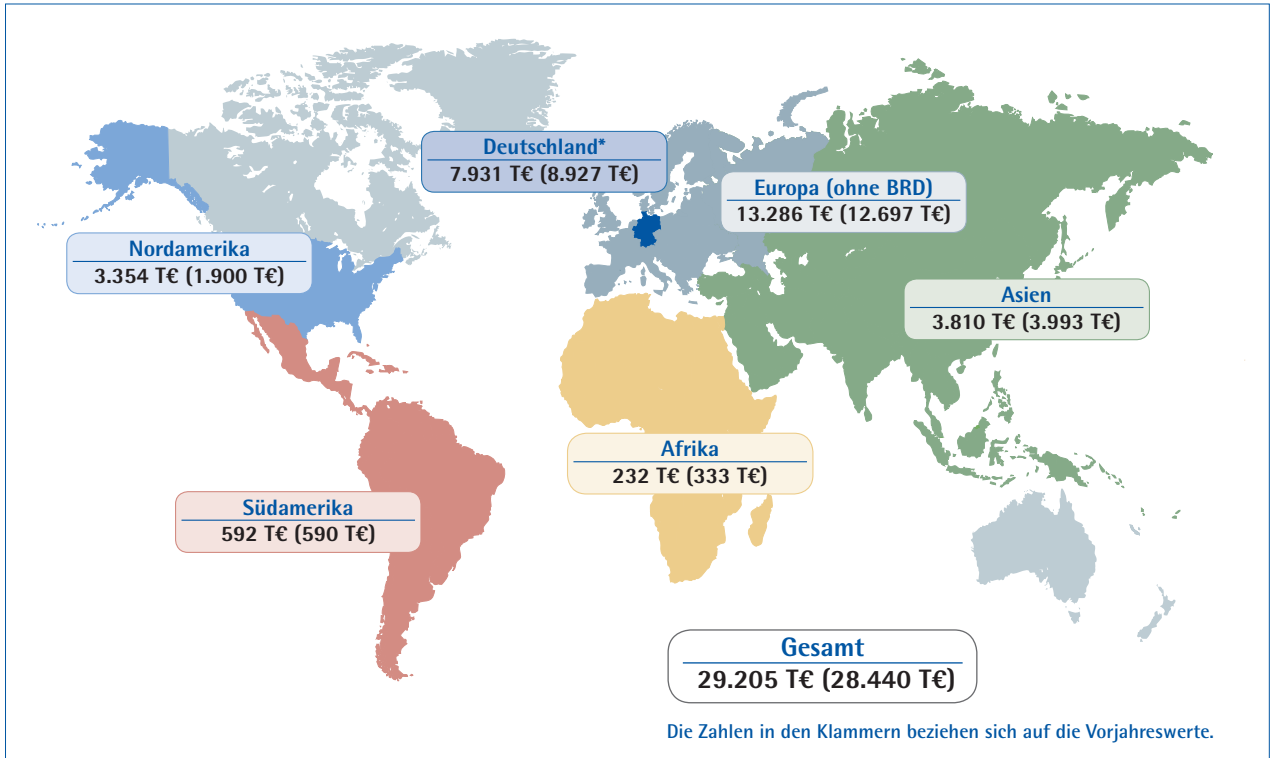 Deutschland*
7.931 T€ (8.927 T€)
Europa (ohne BRD)
13.286 T€ (12.697 T€)
Nordamerika
3.354 T€ (1.900 T€)
Asien
3.810 T€ (3.993 T€)
Afrika
232 T€ (333 T€)
Südamerika
592 T€ (590 T€)
Gesamt
29.205 T€ (28.440 T€)
Die Zahlen in den Klammern beziehen sich auf die Vorjahreswerte.